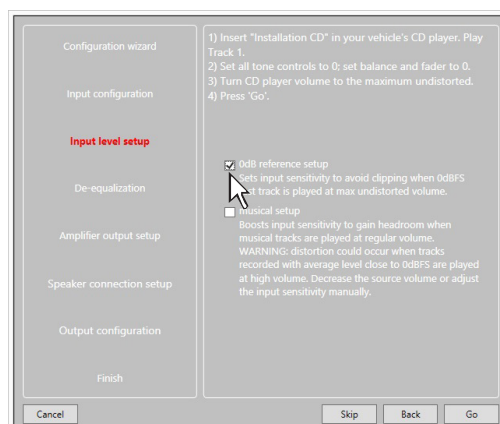 Configuration wizard
Input configuration
Input level setup
De-equalization
Amplifier output setup
Speaker connection setup
Output configuration
Finish
1) Insert "Installation CD" in your vehicle's CD player. Play
Track 1.
2) Set all tone controls to 0; set balance and fader to 0.
3) Turn CD player volume to the maximum undistorted.
4) Press 'Go'.
0dB reference setup
Sets input sensitivity to avoid clipping when 0dBFS
track is played at max undistorted volume.
musical setup
Boosts input sensitivity to gain headroom when
musical tracks are played at regular volume.
WARNING: distortion could occur when tracks
recorded with average level close to 0dBFS are played
at high volume. Decrease the source volume or adjust
the input sensitivity manually.
Cancel
Skip
Back
Go